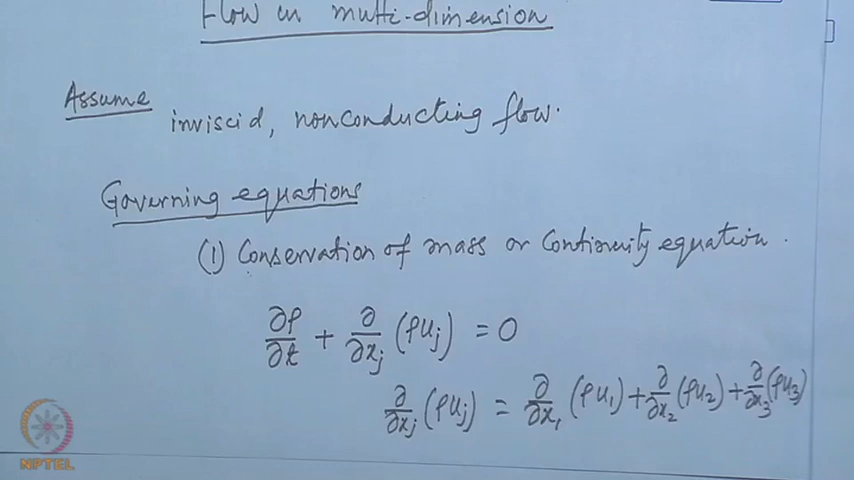 Flow in multi-dimension
Assume inviscid, nonconducting flow.
Governing equations
(1) Conservation of mass or Continuity equation.
∂ρ/∂t + ∂/∂xⱼ (ρuⱼ) = 0
∂/∂xⱼ (ρuⱼ) = ∂/∂x₁ (ρu₁) + ∂/∂x₂ (ρu₂) + ∂/∂x₃ (ρu₃)
NPTEL